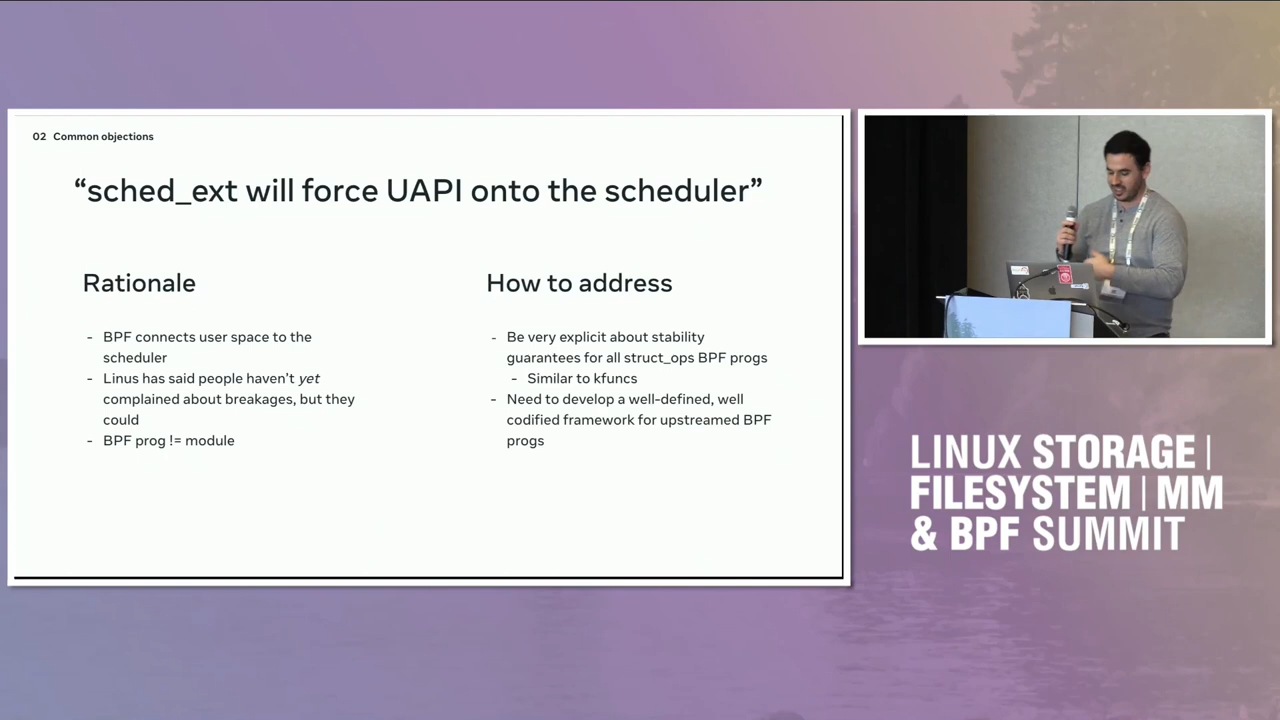 02 Common objections
“sched_ext will force UAPI onto the scheduler”
Rationale
- BPF connects user space to the
scheduler
- Linus has said people haven’t yet
complained about breakages, but they
could
- BPF prog != module
How to address
- Be very explicit about stability
guarantees for all struct_ops BPF progs
- Similar to kfuncs
- Need to develop a well-defined, well
codified framework for upstreamed BPF
progs
LINUX STORAGE |
FILESYSTEM | MM
& BPF SUMMIT